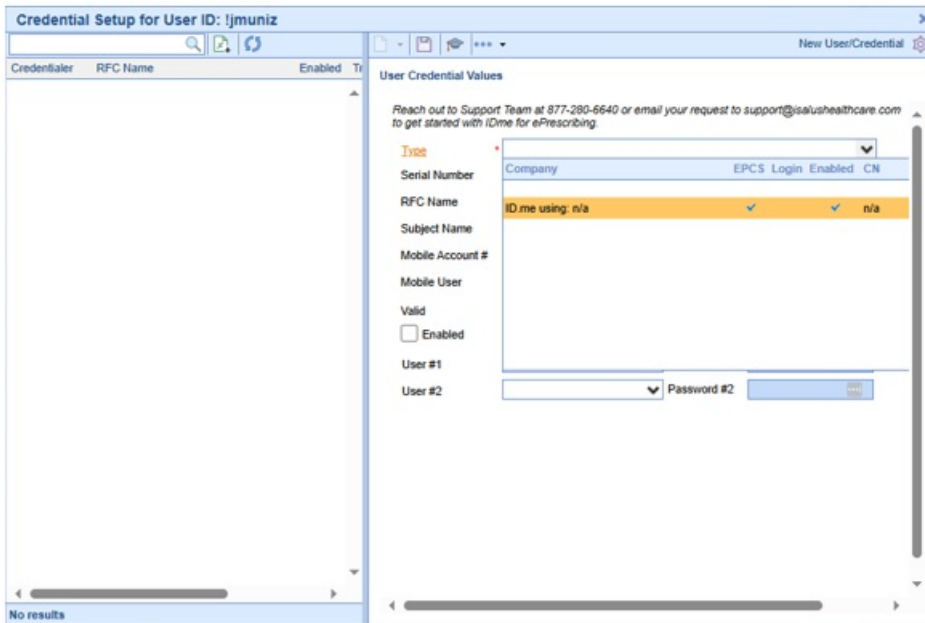 Credential Setup for User ID: !jmuniz
New User/Credential
Credentialer RFC Name Enabled
User Credential Values
Reach out to Support Team at 877-280-6640 or email your request to support@isalushealthcare.com
to get started with IDme for ePrescribing.
Type *
Company EPCS Login Enabled CN
Serial Number
RFC Name
ID.me using: n/a n/a
Subject Name
Mobile Account #
Mobile User
Valid
Enabled
User #1
User #2 Password #2
No results